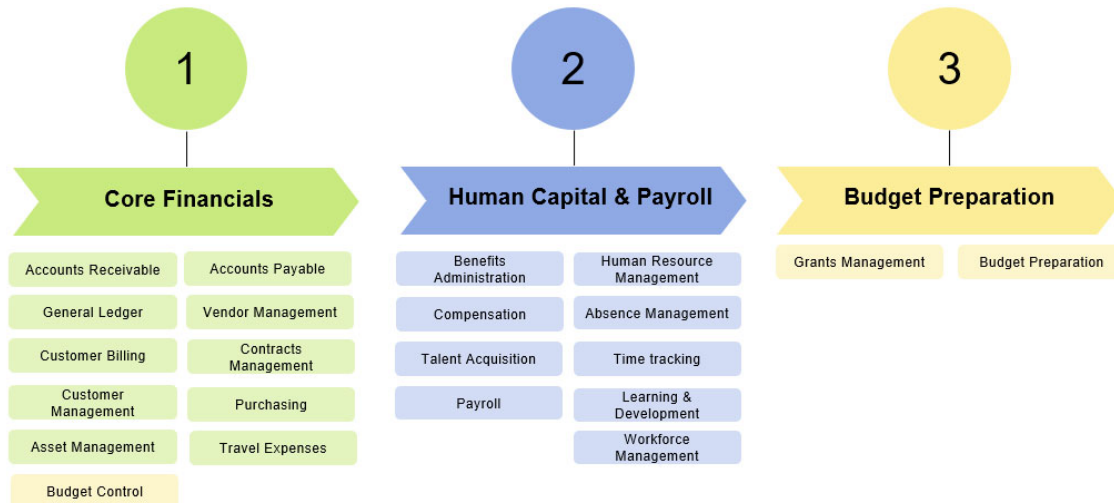 1
2
3
Core Financials
Human Capital & Payroll
Budget Preparation
Accounts Receivable
Accounts Payable
General Ledger
Vendor Management
Customer Billing
Contracts
Management
Customer
Management
Purchasing
Asset Management
Travel Expenses
Budget Control
Benefits
Administration
Human Resource
Management
Compensation
Absence Management
Talent Acquisition
Time tracking
Payroll
Learning &
Development
Workforce
Management
Grants Management
Budget Preparation